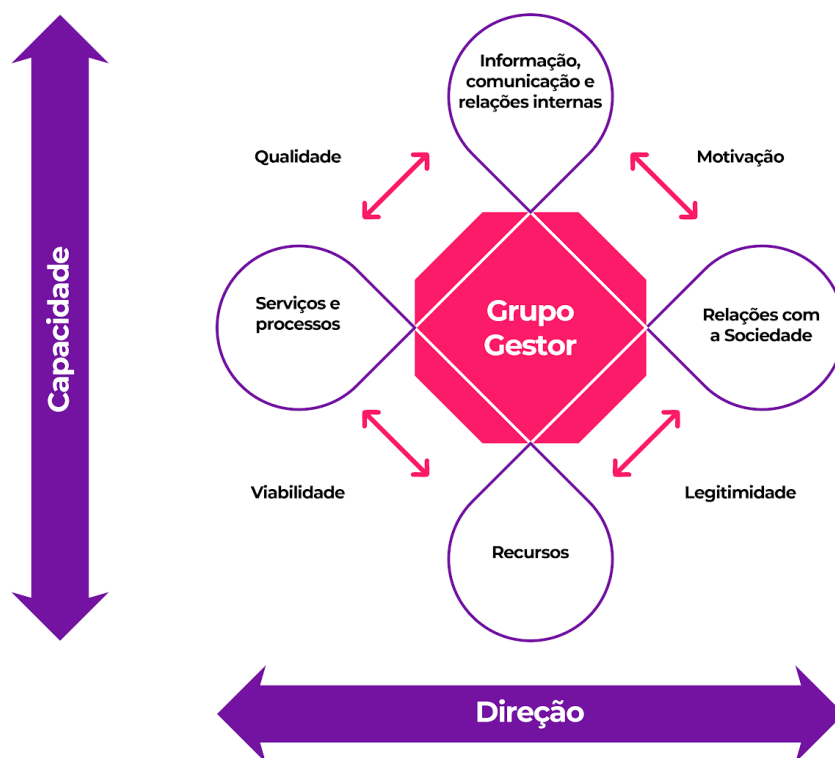 Informação,
comunicação e
relações internas
Qualidade
Motivação
Capacidade
Serviços e
processos
Grupo
Gestor
Relações com
a Sociedade
Viabilidade
Legitimidade
Recursos
Direção